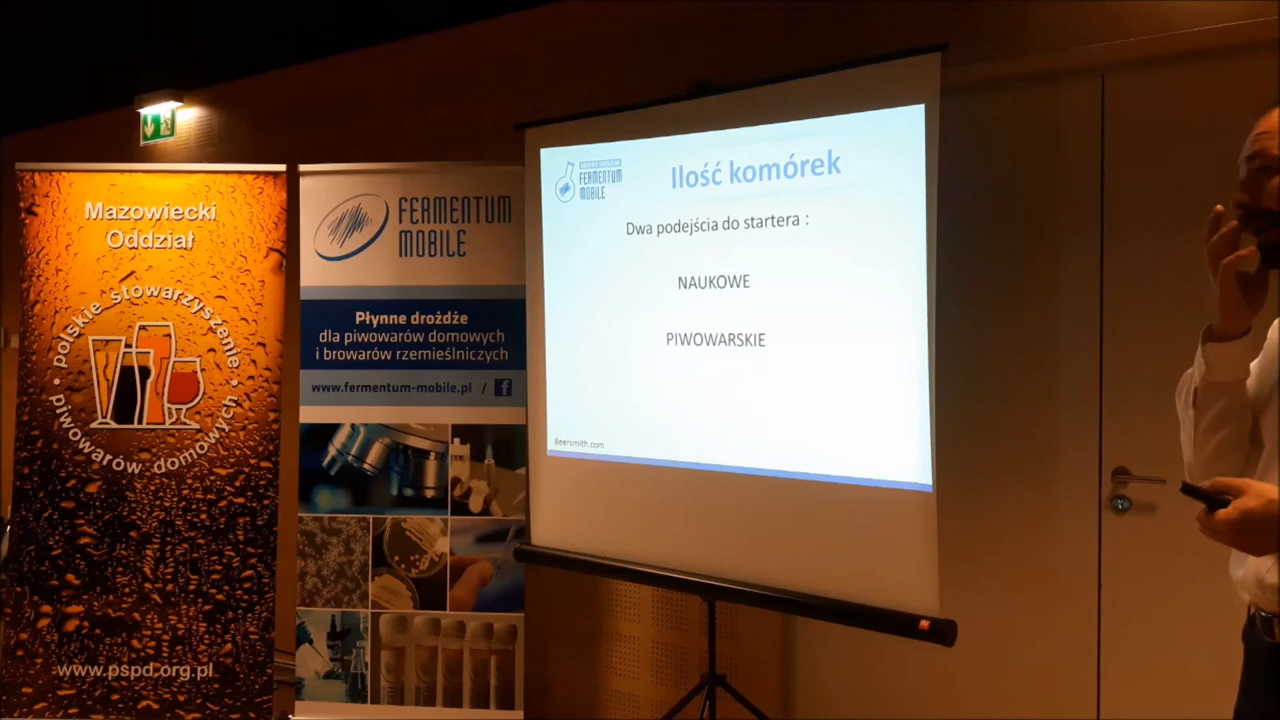 Mazowiecki
Oddział
polskie stowarzyszenie
piwowarów domowych
www.pspd.org.pl
FERMENTUM
MOBILE
Płynne drożdże
dla piwowarów domowych
i browarów rzemieślniczych
www.fermentum-mobile.pl / f
FERMENTUM
MOBILE
Ilość komórek
Dwa podejścia do startera :
NAUKOWE
PIWOWARSKIE
Beersmith.com